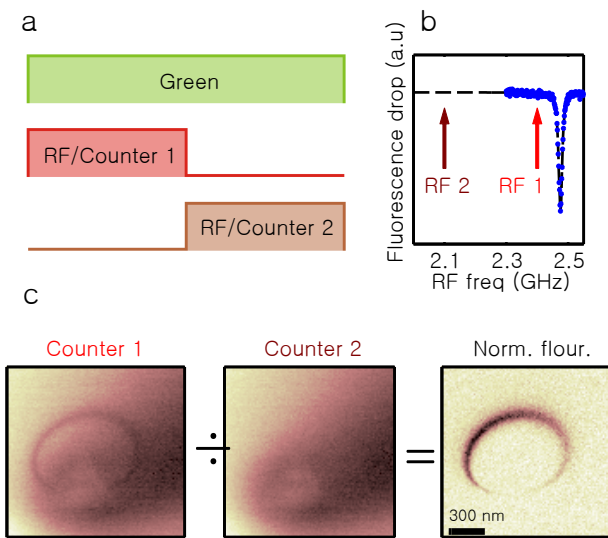 a
Green
RF/Counter 1
RF/Counter 2
b
Fluorescence drop (a.u)
RF 2
RF 1
2.1
2.3
2.5
RF freq (GHz)
c
Counter 1
Counter 2
Norm. flour.
÷
=
300 nm